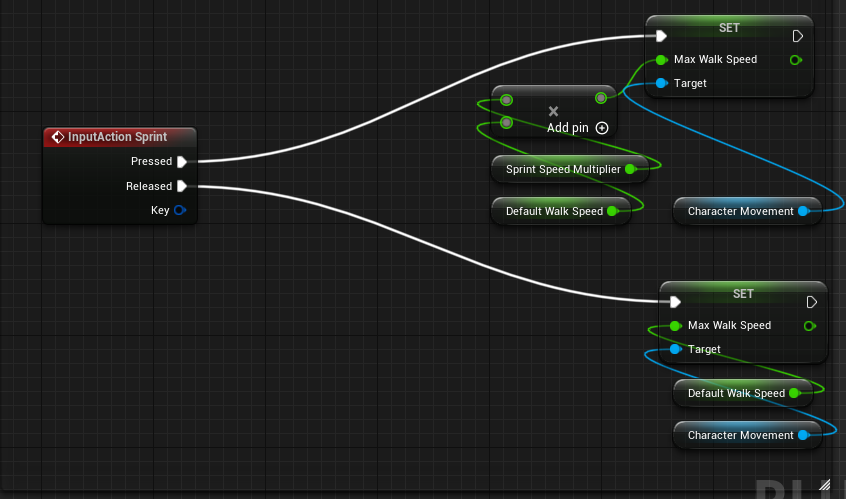 SET
Max Walk Speed
Target
Add pin
InputAction Sprint
Pressed
Released
Key
Sprint Speed Multiplier
Default Walk Speed
Character Movement
SET
Max Walk Speed
Target
Default Walk Speed
Character Movement